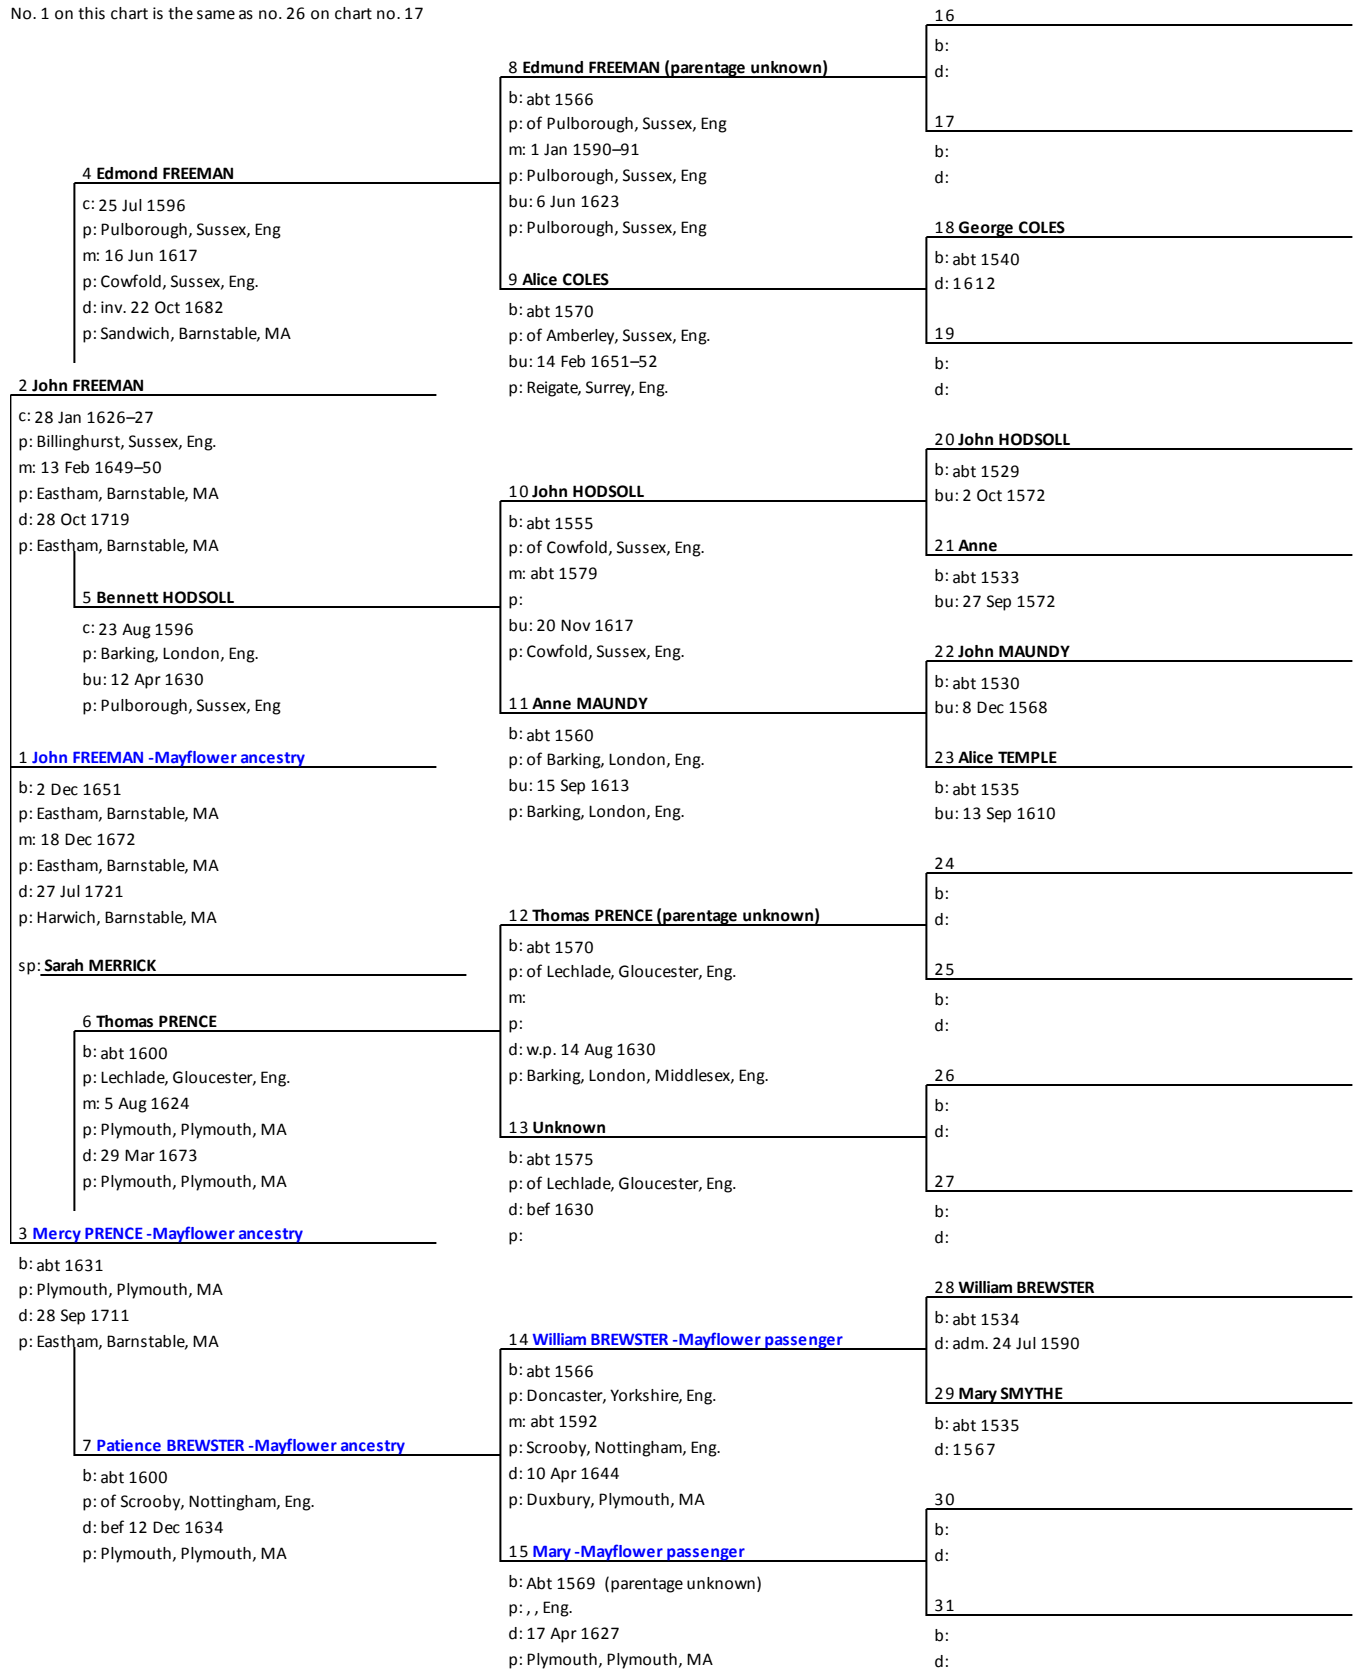 No. 1 on this chart is the same as no. 26 on chart no. 17
4 Edmond FREEMAN
c: 25 Jul 1596
p: Pulborough, Sussex, Eng
m: 16 Jun 1617
p: Cowfold, Sussex, Eng.
d: inv. 22 Oct 1682
p: Sandwich, Barnstable, MA
2 John FREEMAN
c: 28 Jan 1626–27
p: Billinghurst, Sussex, Eng.
m: 13 Feb 1649–50
p: Eastham, Barnstable, MA
d: 28 Oct 1719
p: Eastham, Barnstable, MA
5 Bennett HODSOLL
c: 23 Aug 1596
p: Barking, London, Eng.
bu: 12 Apr 1630
p: Pulborough, Sussex, Eng
1 John FREEMAN -Mayflower ancestry
b: 2 Dec 1651
p: Eastham, Barnstable, MA
m: 18 Dec 1672
p: Eastham, Barnstable, MA
d: 27 Jul 1721
p: Harwich, Barnstable, MA
sp: Sarah MERRICK
6 Thomas PRENCE
b: abt 1600
p: Lechlade, Gloucester, Eng.
m: 5 Aug 1624
p: Plymouth, Plymouth, MA
d: 29 Mar 1673
p: Plymouth, Plymouth, MA
3 Mercy PRENCE -Mayflower ancestry
b: abt 1631
p: Plymouth, Plymouth, MA
d: 28 Sep 1711
p: Eastham, Barnstable, MA
7 Patience BREWSTER -Mayflower ancestry
b: abt 1600
p: of Scrooby, Nottingham, Eng.
d: bef 12 Dec 1634
p: Plymouth, Plymouth, MA
8 Edmund FREEMAN (parentage unknown)
b: abt 1566
p: of Pulborough, Sussex, Eng
m: 1 Jan 1590–91
p: Pulborough, Sussex, Eng
bu: 6 Jun 1623
p: Pulborough, Sussex, Eng
9 Alice COLES
b: abt 1570
p: of Amberley, Sussex, Eng.
bu: 14 Feb 1651–52
p: Reigate, Surrey, Eng.
10 John HODSOLL
b: abt 1555
p: of Cowfold, Sussex, Eng.
m: abt 1579
p:
bu: 20 Nov 1617
p: Cowfold, Sussex, Eng.
11 Anne MAUNDY
b: abt 1560
p: of Barking, London, Eng.
bu: 15 Sep 1613
p: Barking, London, Eng.
12 Thomas PRENCE (parentage unknown)
b: abt 1570
p: of Lechlade, Gloucester, Eng.
m:
p:
d: w.p. 14 Aug 1630
p: Barking, London, Middlesex, Eng.
13 Unknown
b: abt 1575
p: of Lechlade, Gloucester, Eng.
d: bef 1630
p:
14 William BREWSTER -Mayflower passenger
b: abt 1566
p: Doncaster, Yorkshire, Eng.
m: abt 1592
p: Scrooby, Nottingham, Eng.
d: 10 Apr 1644
p: Duxbury, Plymouth, MA
15 Mary -Mayflower passenger
b: Abt 1569 (parentage unknown)
p: , , Eng.
d: 17 Apr 1627
p: Plymouth, Plymouth, MA
16
b:
d:
17
b:
d:
18 George COLES
b: abt 1540
d: 1612
19
b:
d:
20 John HODSOLL
b: abt 1529
bu: 2 Oct 1572
21 Anne
b: abt 1533
bu: 27 Sep 1572
22 John MAUNDY
b: abt 1530
bu: 8 Dec 1568
23 Alice TEMPLE
b: abt 1535
bu: 13 Sep 1610
24
b:
d:
25
b:
d:
26
b:
d:
27
b:
d:
28 William BREWSTER
b: abt 1534
d: adm. 24 Jul 1590
29 Mary SMYTHE
b: abt 1535
d: 1567
30
b:
d:
31
b:
d: